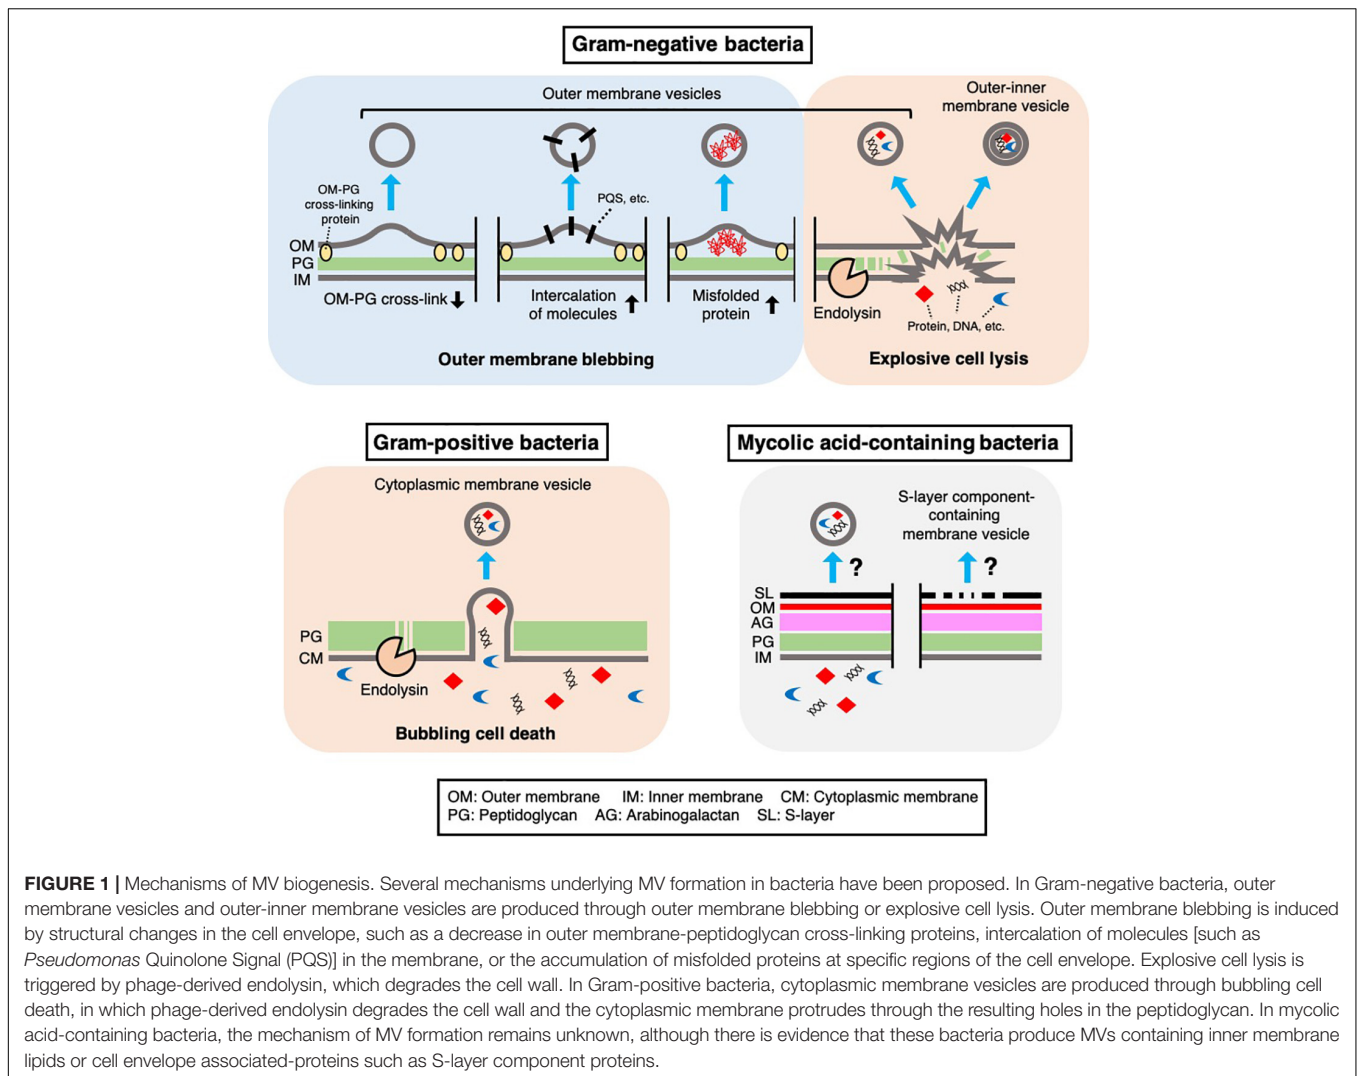 Gram-negative bacteria
Outer membrane vesicles
Outer-inner
membrane vesicle
OM-PG
cross-linking
protein
PQS, etc.
OM
PG
IM
OM-PG cross-link
Intercalation
of molecules
Misfolded
protein
Endolysin
Protein, DNA, etc.
Outer membrane blebbing
Explosive cell lysis
Gram-positive bacteria
Cytoplasmic membrane vesicle
PG
CM
Endolysin
Bubbling cell death
Mycolic acid-containing bacteria
S-layer component-
containing
membrane vesicle
?
?
SL
OM
AG
PG
IM
OM: Outer membrane IM: Inner membrane CM: Cytoplasmic membrane
PG: Peptidoglycan AG: Arabinogalactan SL: S-layer
FIGURE 1 | Mechanisms of MV biogenesis. Several mechanisms underlying MV formation in bacteria have been proposed. In Gram-negative bacteria, outer
membrane vesicles and outer-inner membrane vesicles are produced through outer membrane blebbing or explosive cell lysis. Outer membrane blebbing is induced
by structural changes in the cell envelope, such as a decrease in outer membrane-peptidoglycan cross-linking proteins, intercalation of molecules [such as
Pseudomonas Quinolone Signal (PQS)] in the membrane, or the accumulation of misfolded proteins at specific regions of the cell envelope. Explosive cell lysis is
triggered by phage-derived endolysin, which degrades the cell wall. In Gram-positive bacteria, cytoplasmic membrane vesicles are produced through bubbling cell
death, in which phage-derived endolysin degrades the cell wall and the cytoplasmic membrane protrudes through the resulting holes in the peptidoglycan. In mycolic
acid-containing bacteria, the mechanism of MV formation remains unknown, although there is evidence that these bacteria produce MVs containing inner membrane
lipids or cell envelope associated-proteins such as S-layer component proteins.